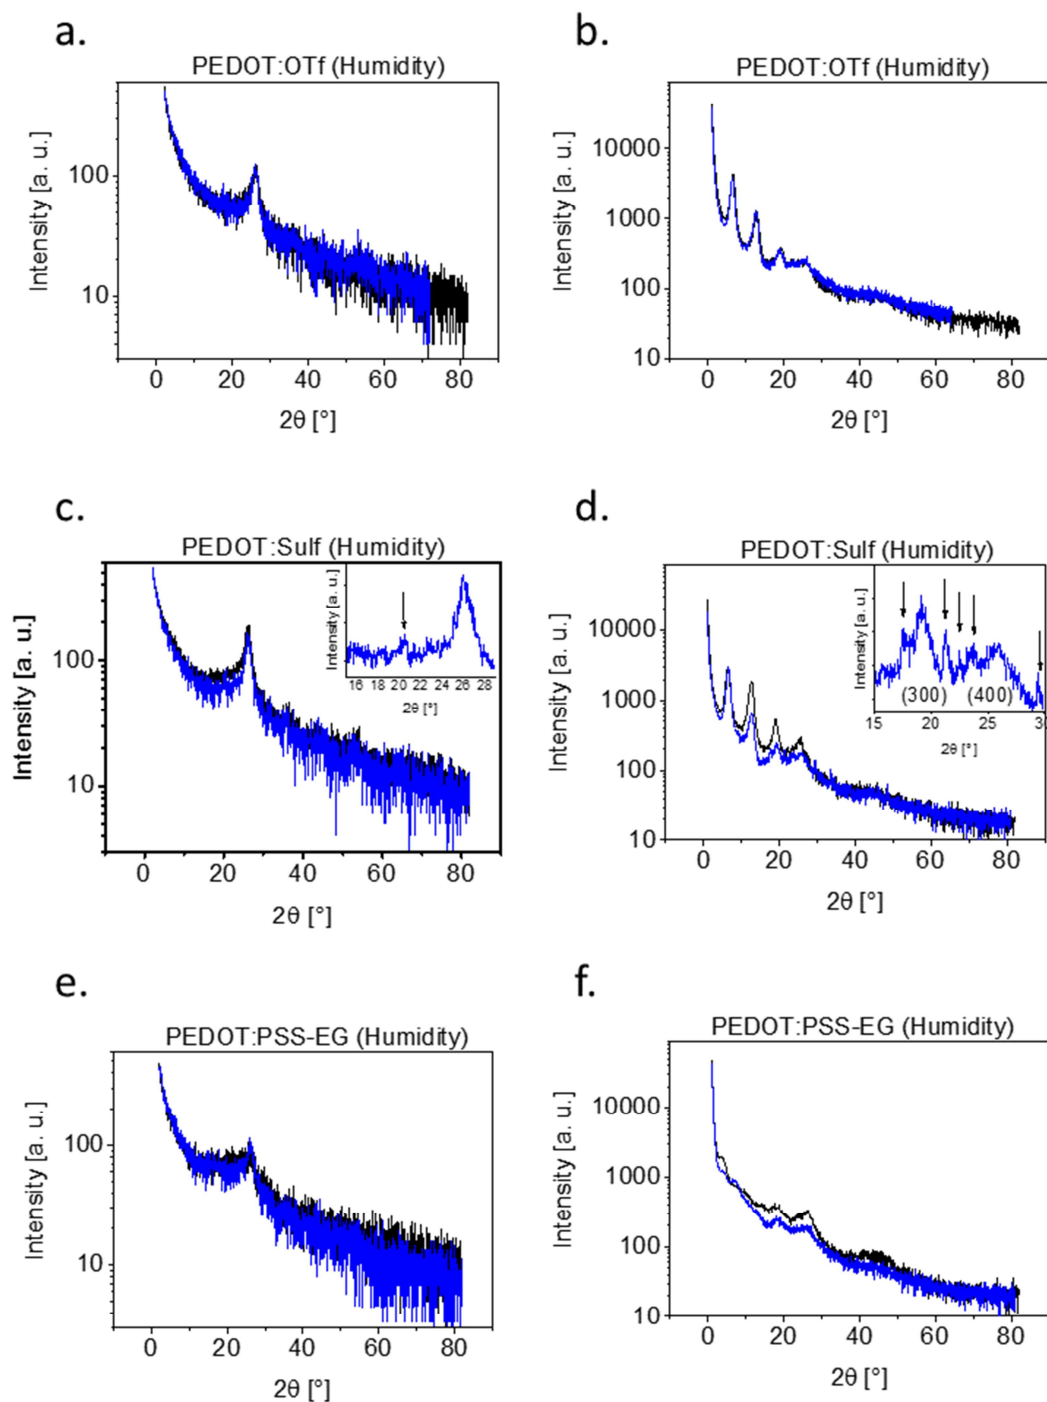 a.
PEDOT:OTf (Humidity)
Intensity [a. u.]
100
10
0 20 40 60 80
2θ [°]
b.
PEDOT:OTf (Humidity)
Intensity [a. u.]
10000
1000
100
10
0 20 40 60 80
2θ [°]
c.
PEDOT:Sulf (Humidity)
Intensity [a. u.]
100
10
0 20 40 60 80
2θ [°]
Intensity [a. u.]
16 18 20 22 24 26 28
2θ [°]
d.
PEDOT:Sulf (Humidity)
Intensity [a. u.]
10000
1000
100
10
0 20 40 60 80
2θ [°]
Intensity [a. u.]
(300) (400)
15 20 25 30
2θ [°]
e.
PEDOT:PSS-EG (Humidity)
Intensity [a. u.]
100
10
0 20 40 60 80
2θ [°]
f.
PEDOT:PSS-EG (Humidity)
Intensity [a. u.]
10000
1000
100
10
0 20 40 60 80
2θ [°]